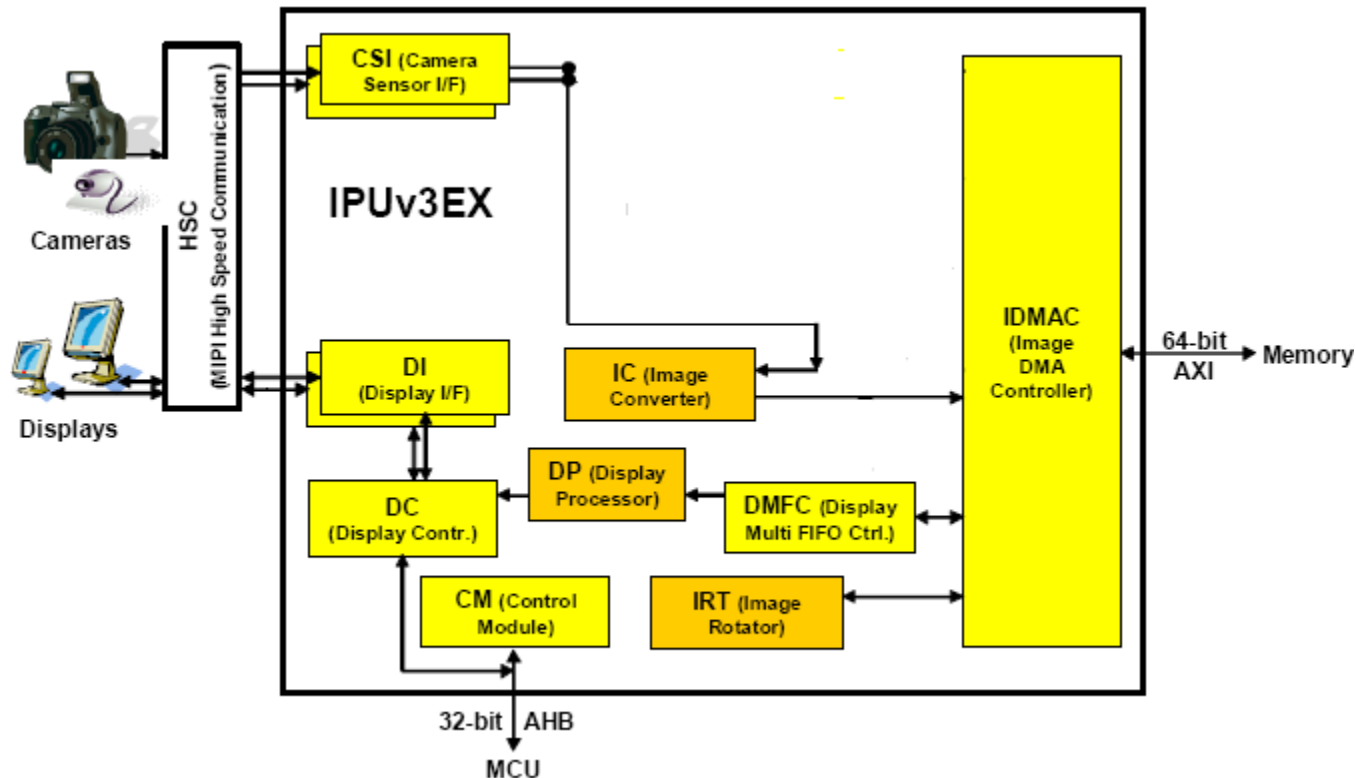 CSI (Camera
Sensor I/F)
HSC
(MIPI High Speed Communication)
IPUv3EX
Cameras
IDMAC
(Image
DMA
Controller)
64-bit
AXI
Memory
DI
(Display I/F)
IC (Image
Converter)
Displays
DP (Display
Processor)
DC
(Display Contr.)
DMFC (Display
Multi FIFO Ctrl.)
CM (Control
Module)
IRT (Image
Rotator)
32-bit
AHB
MCU